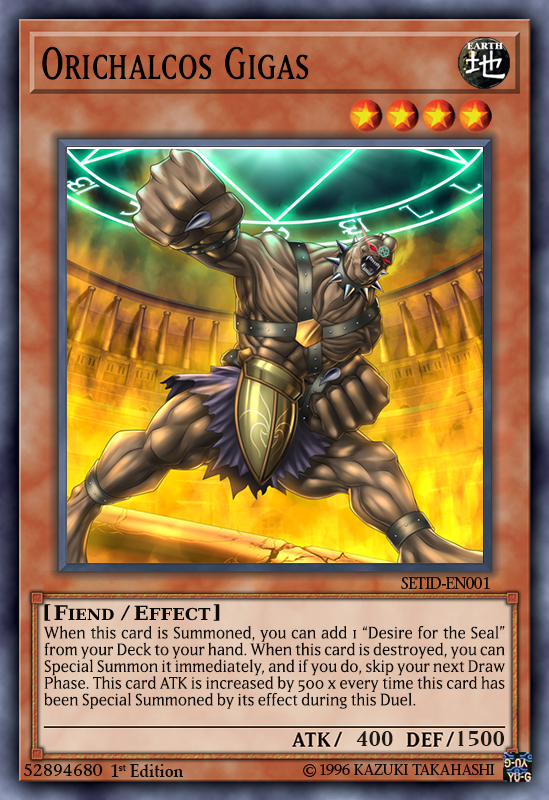 Orichalcos Gigas
EARTH
地
SETID-EN001
[Fiend / Effect]
When this card is Summoned, you can add 1 “Desire for the Seal”
from your Deck to your hand. When this card is destroyed, you can
Special Summon it immediately, and if you do, skip your next Draw
Phase. This card ATK is increased by 500 x every time this card has
been Special Summoned by its effect during this Duel.
ATK/ 400 DEF/1500
52894680 1st Edition © 1996 KAZUKI TAKAHASHI